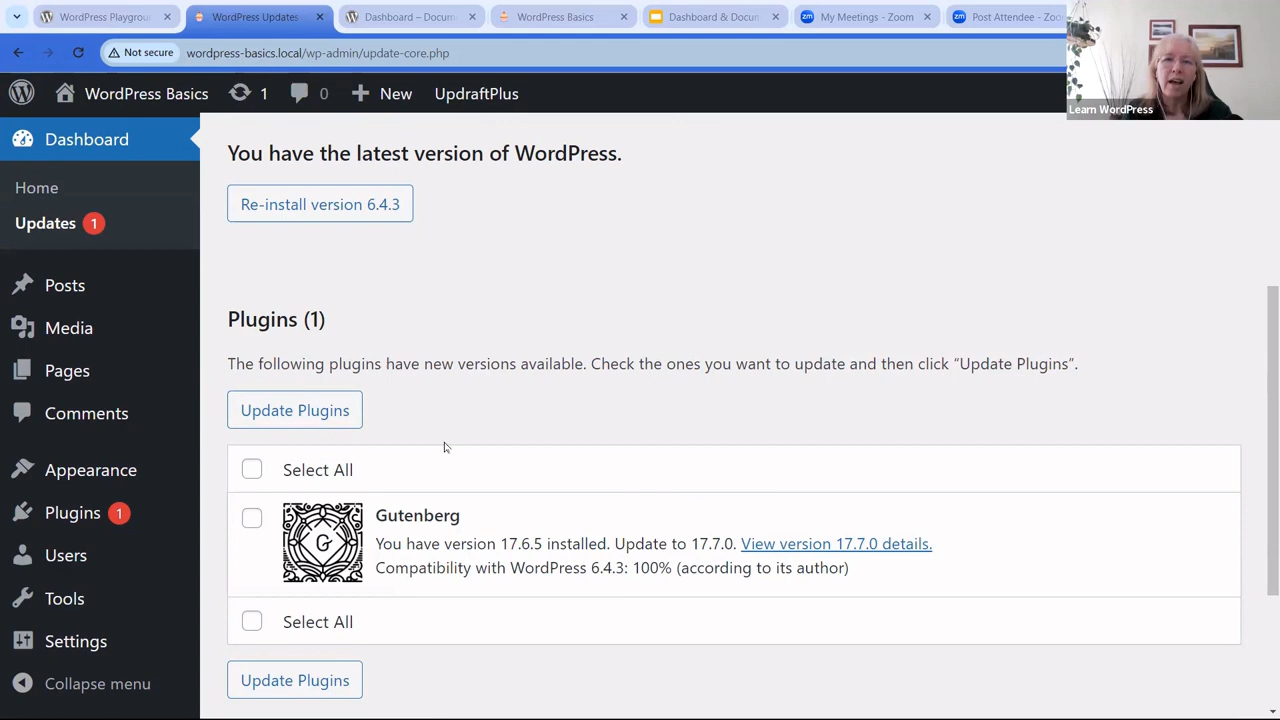 WordPress Playgrou
WordPress Updates
Dashboard – Docum
WordPress Basics
Dashboard & Docum
My Meetings - Zoom
Post Attendee - Zoo
Not secure
wordpress-basics.local/wp-admin/update-core.php
Learn WordPress
WordPress Basics
1
0
New
UpdraftPlus
Dashboard
Home
Updates 1
Posts
Media
Pages
Comments
Appearance
Plugins 1
Users
Tools
Settings
Collapse menu
You have the latest version of WordPress.
Re-install version 6.4.3
Plugins (1)
The following plugins have new versions available. Check the ones you want to update and then click “Update Plugins”.
Update Plugins
Select All
Gutenberg
You have version 17.6.5 installed. Update to 17.7.0. View version 17.7.0 details.
Compatibility with WordPress 6.4.3: 100% (according to its author)
Select All
Update Plugins